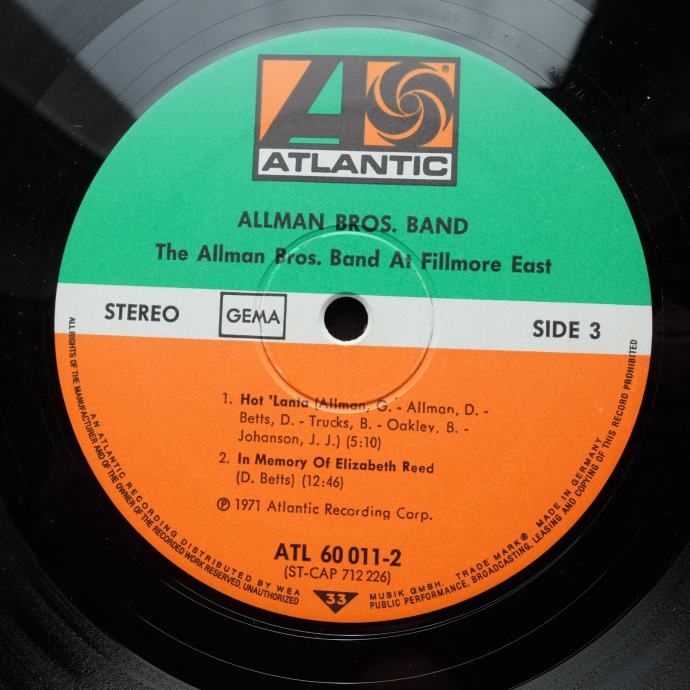 ATLANTIC
®
ALLMAN BROS. BAND
The Allman Bros. Band At Fillmore East
STEREO
GEMA
SIDE 3
1. Hot 'Lanta (Allman, G. - Allman, D. -
Betts, D. - Trucks, B. - Oakley, B. -
Johanson, J. J.) (5:10)
2. In Memory Of Elizabeth Reed
(D. Betts) (12:46)
℗ 1971 Atlantic Recording Corp.
ATL 60 011-2
(ST-CAP 712 226)
33
AN ATLANTIC RECORDING DISTRIBUTED BY WEA MUSIK GMBH. TRADE MARK® MADE IN GERMANY
ALL RIGHTS OF THE MANUFACTURER AND OF THE OWNER OF THE RECORDED WORK RESERVED, UNAUTHORIZED PUBLIC PERFORMANCE, BROADCASTING, LEASING AND COPYING OF THIS RECORD PROHIBITED